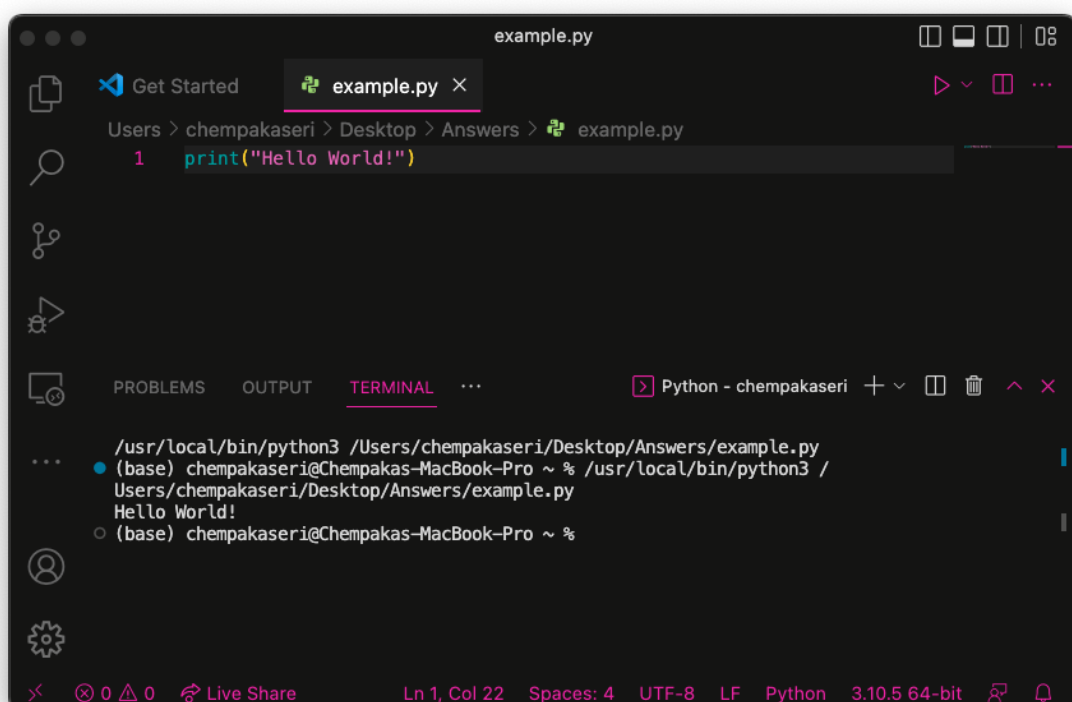 example.py
Get Started example.py
Users > chempakaseri > Desktop > Answers > example.py
1 print("Hello World!")
PROBLEMS OUTPUT TERMINAL ··· Python - chempakaseri
/usr/local/bin/python3 /Users/chempakaseri/Desktop/Answers/example.py
(base) chempakaseri@Chempakas-MacBook-Pro ~ % /usr/local/bin/python3 /
Users/chempakaseri/Desktop/Answers/example.py
Hello World!
(base) chempakaseri@Chempakas-MacBook-Pro ~ %
0 0 Live Share Ln 1, Col 22 Spaces: 4 UTF-8 LF Python 3.10.5 64-bit